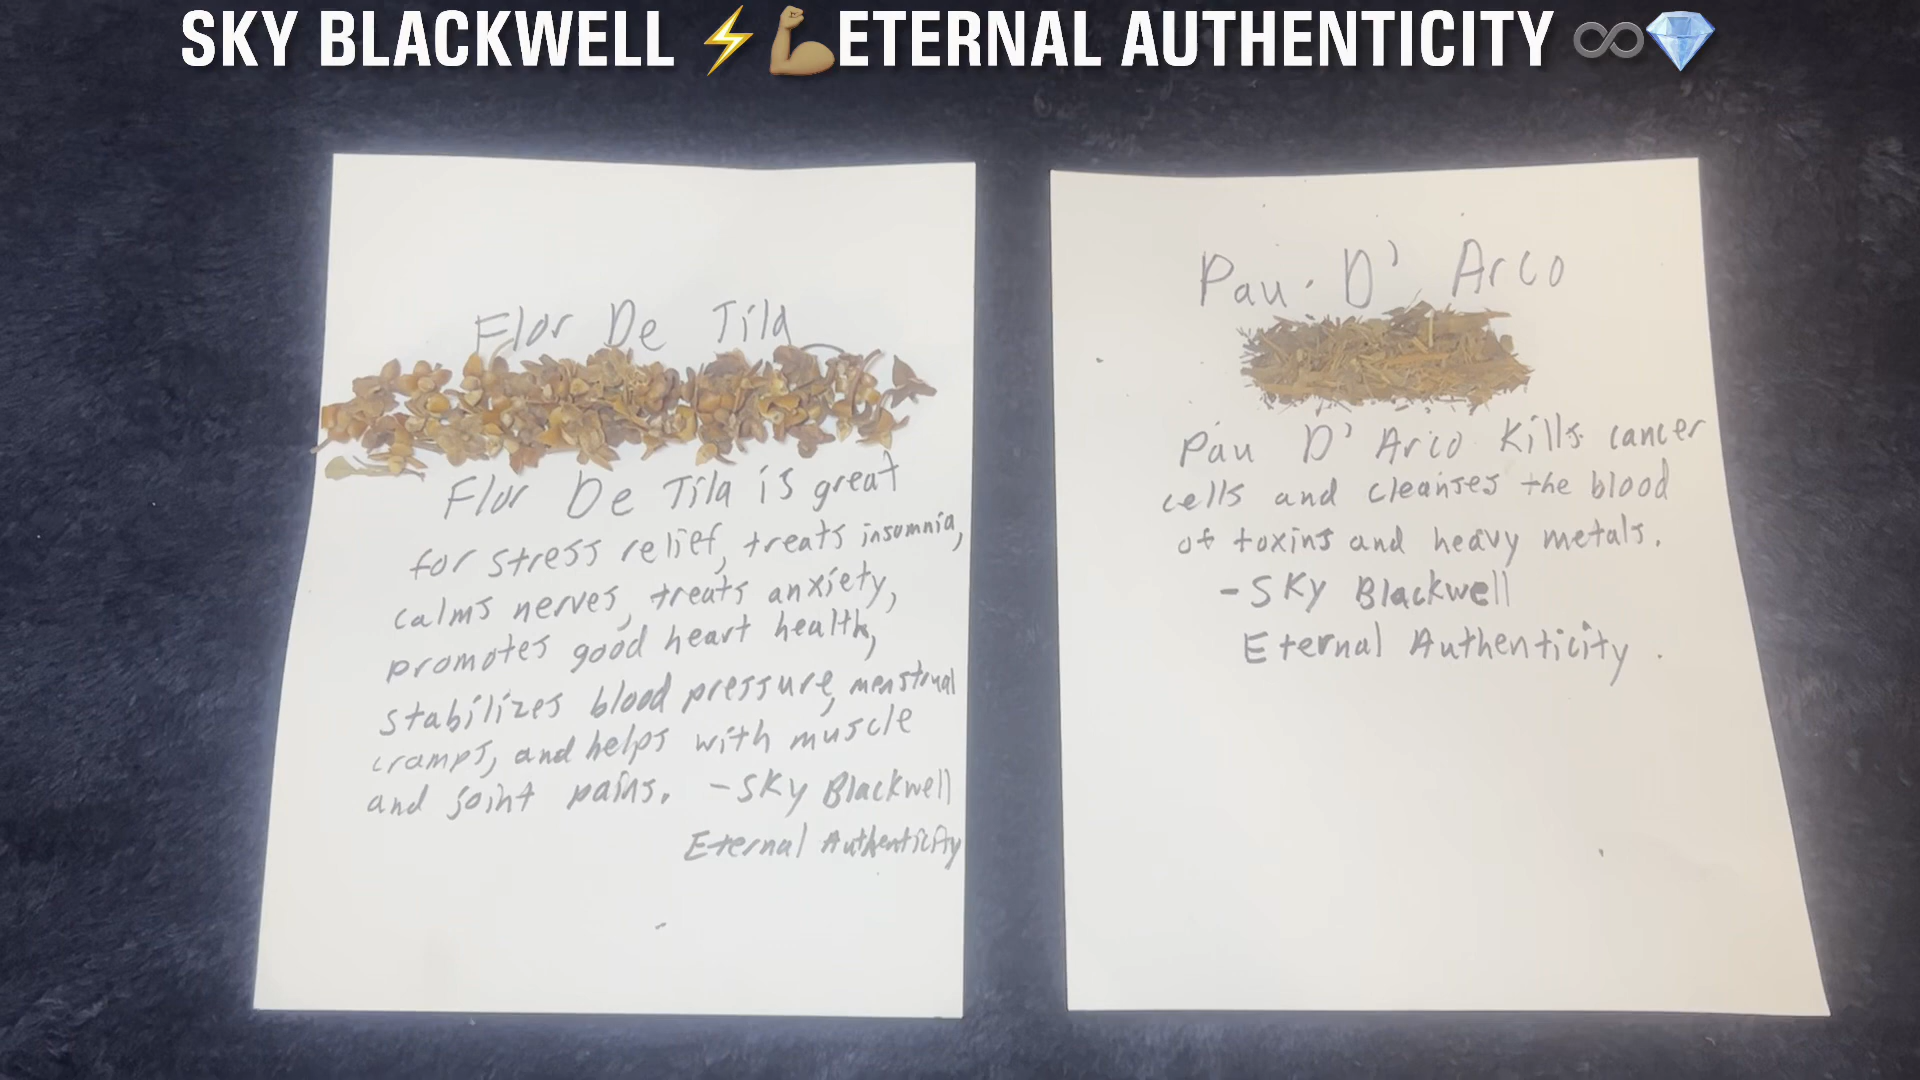 SKY BLACKWELL ⚡💪🏽ETERNAL AUTHENTICITY ♾💎
Flor De Tila
Flor De Tila is great
for stress relief, treats insomnia,
calms nerves, treats anxiety,
promotes good heart health,
stabilizes blood pressure, menstrual
cramps, and helps with muscle
and joint pains. -Sky Blackwell
Eternal Authenticity
Pau D' Arco
Pau D' Arco Kills cancer
cells and cleanses the blood
of toxins and heavy metals.
-Sky Blackwell
Eternal Authenticity.